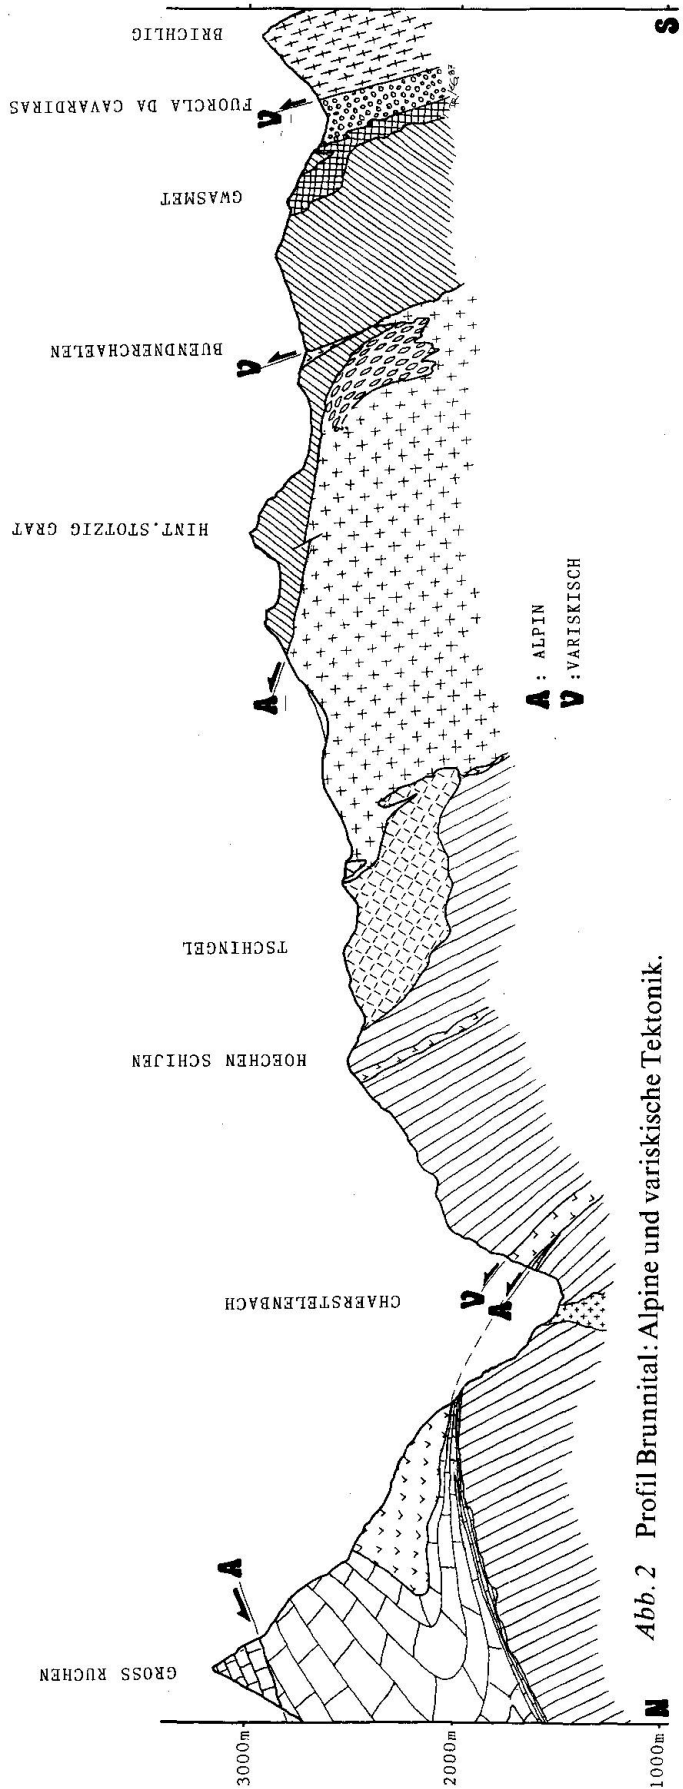 GROSS RUCHEN
CHAERSTELENBACH
HOECHEN SCHIJEN
TSCHINGEL
HINT.STOTZIG GRAT
BUENDNERCHAELEN
GWASMET
FUORCLA DA CAVARDIRAS
BRICHLIG
3000m
2000m
1000m
N
S
A
V
A
A
V
V
A : ALPIN
V : VARISKISCH
Abb. 2 Profil Brunnital: Alpine und variskische Tektonik.